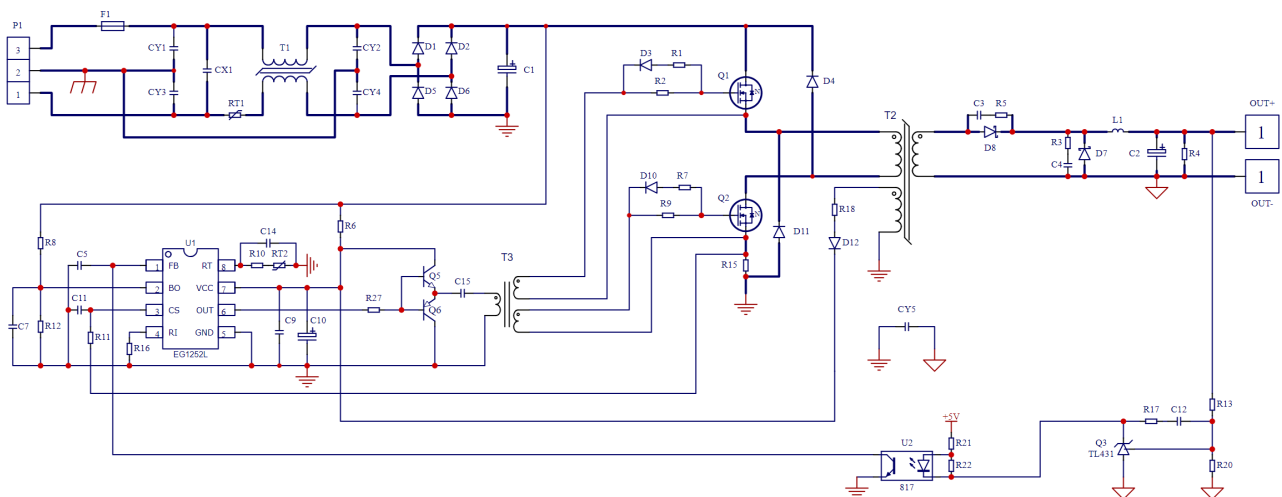 P1
3
2
1
F1
CY1
CY3
CX1
T1
RT1
CY2
CY4
D1
D2
D5
D6
C1
D3
R1
R2
Q1
N
D4
T2
C3
R5
D8
R3
C4
D7
L1
C2
R4
OUT+
1
1
OUT-
D10
R7
R9
Q2
N
R15
D11
R18
D12
R8
C5
C11
C7
R12
R11
R16
U1
1
FB
RT
8
2
BO
VCC
7
3
CS
OUT
6
4
RI
GND
5
EG1252L
C14
R10
RT2
R6
C9
C10
R27
Q5
Q6
C15
T3
CY5
+5V
R21
R22
U2
817
R17
C12
Q3
TL431
R13
R20